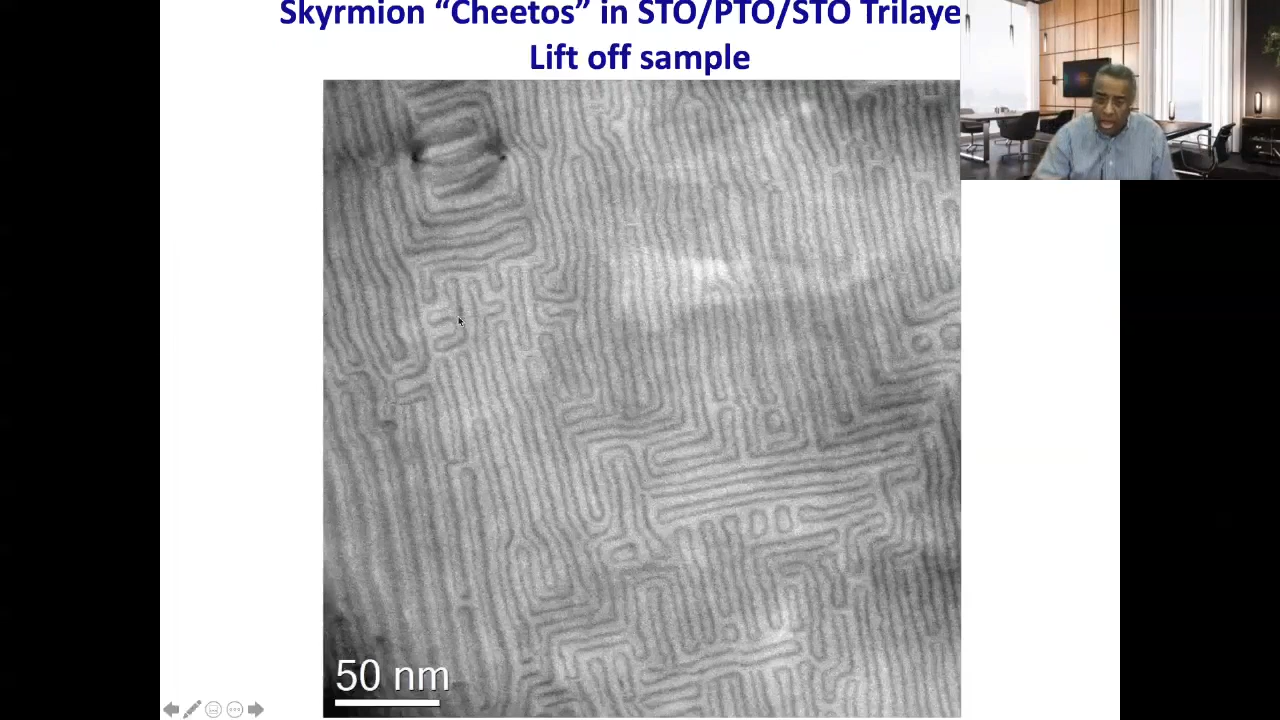 Skyrmion “Cheetos” in STO/PTO/STO Trilaye
Lift off sample
50 nm